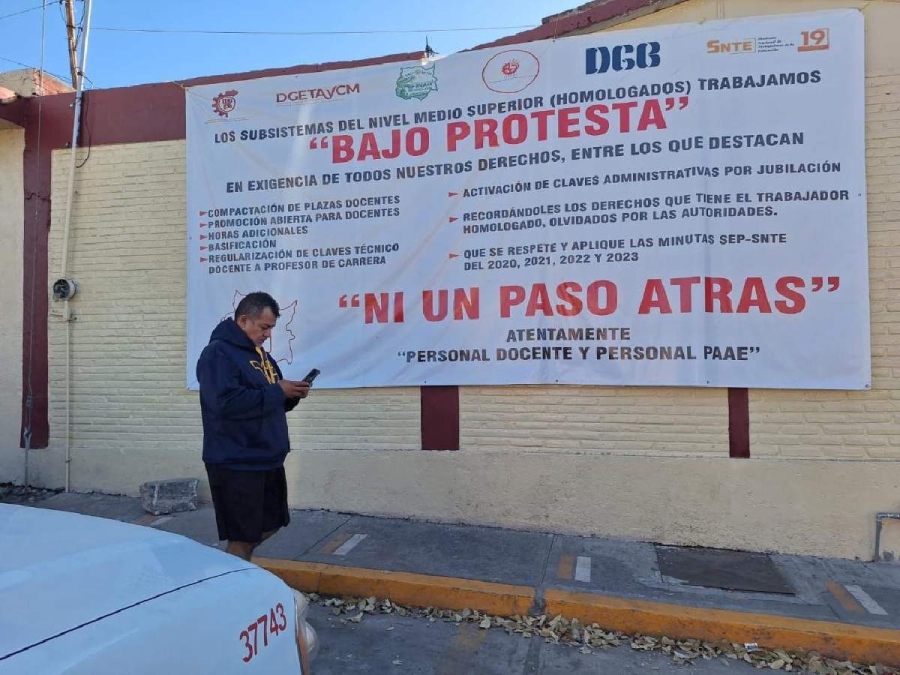 DGETAYCM
DGB
SNTE
19
LOS SUBSISTEMAS DEL NIVEL MEDIO SUPERIOR (HOMOLOGADOS) TRABAJAMOS
“BAJO PROTESTA”
EN EXIGENCIA DE TODOS NUESTROS DERECHOS, ENTRE LOS QUE DESTACAN
COMPACTACIÓN DE PLAZAS DOCENTES
PROMOCIÓN ABIERTA PARA DOCENTES
HORAS ADICIONALES
BASIFICACIÓN
REGULARIZACIÓN DE CLAVES TÉCNICO
DOCENTE A PROFESOR DE CARRERA
ACTIVACIÓN DE CLAVES ADMINISTRATIVAS POR JUBILACIÓN
RECORDÁNDOLES LOS DERECHOS QUE TIENE EL TRABAJADOR
HOMOLOGADO, OLVIDADOS POR LAS AUTORIDADES.
QUE SE RESPETE Y APLIQUE LAS MINUTAS SEP-SNTE
DEL 2020, 2021, 2022 Y 2023
“NI UN PASO ATRAS”
ATENTAMENTE
“PERSONAL DOCENTE Y PERSONAL PAAE”
37743